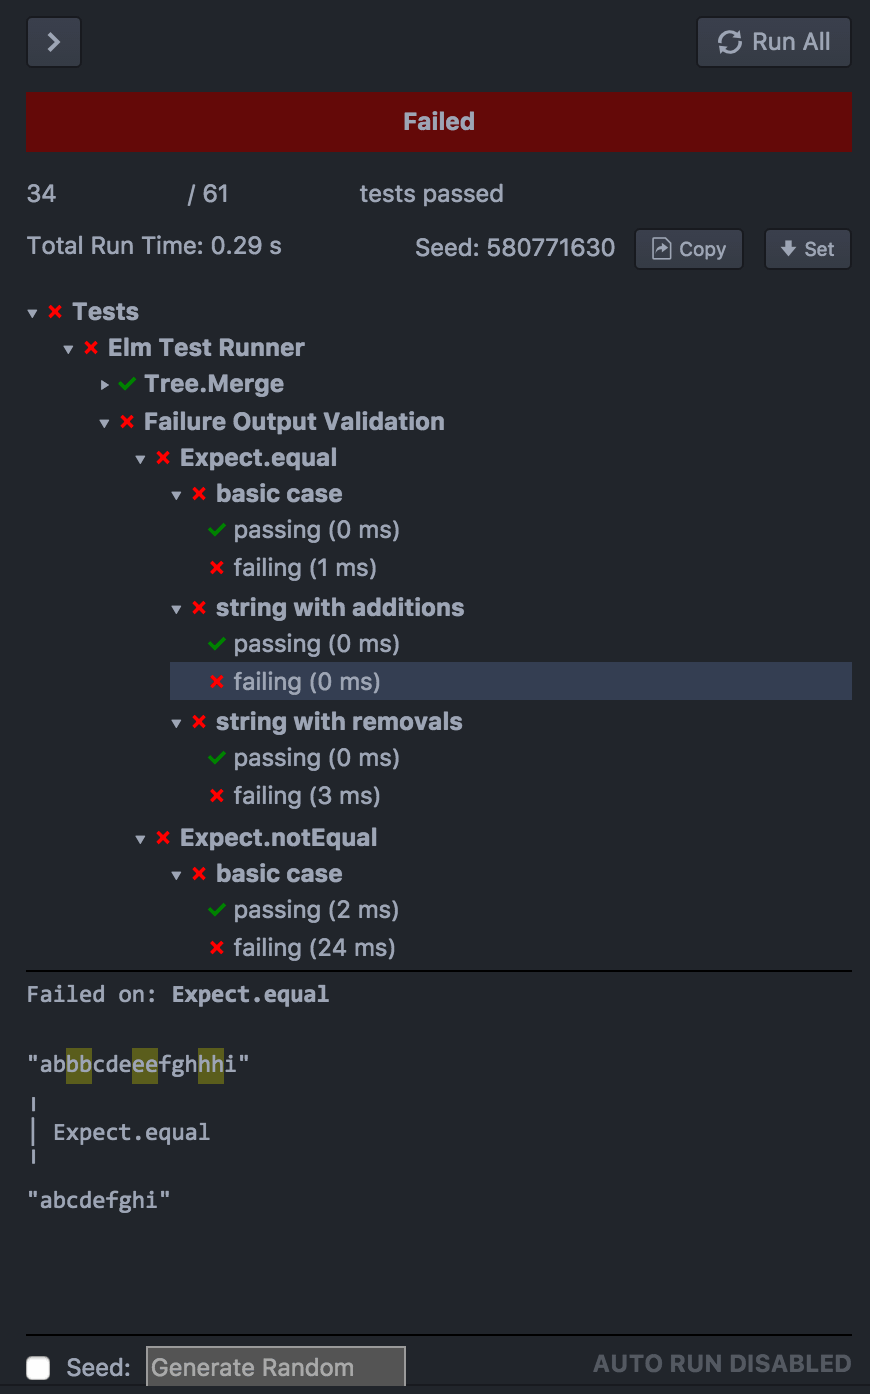 Run All
Failed
34 / 61 tests passed
Total Run Time: 0.29 s Seed: 580771630 Copy Set
Tests
Elm Test Runner
Tree.Merge
Failure Output Validation
Expect.equal
basic case
passing (0 ms)
failing (1 ms)
string with additions
passing (0 ms)
failing (0 ms)
string with removals
passing (0 ms)
failing (3 ms)
Expect.notEqual
basic case
passing (2 ms)
failing (24 ms)
Failed on: Expect.equal
"abbbcdeeefghhhi"
Expect.equal
"abcdefghi"
Seed: Generate Random AUTO RUN DISABLED